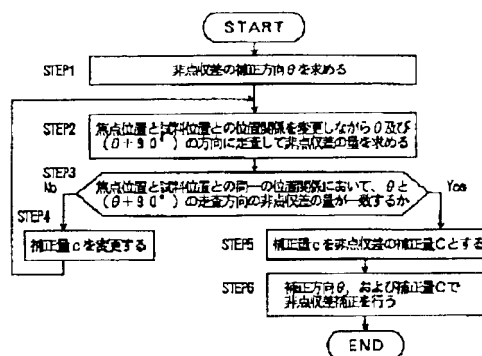 START
STEP1
非点収差の補正方向θを求める
STEP2
焦点位置と試料位置との位置関係を変更しながらθ及び
(θ+90°)の方向に走査して非点収差の量を求める
STEP3
焦点位置と試料位置との同一の位置関係において、θと
(θ+90°)の走査方向の非点収差の量が一致するか
No
Yes
STEP4
補正量cを変更する
STEP5
補正量cを非点収差の補正量Cとする
STEP6
補正方向θ,および補正量Cで
非点収差補正を行う
END